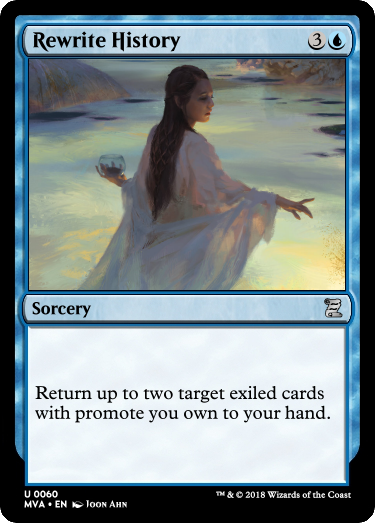 Rewrite History 3
Sorcery
Return up to two target exiled cards
with promote you own to your hand.
U 0060
MVA • EN Joon Ahn
™ & © 2018 Wizards of the Coast